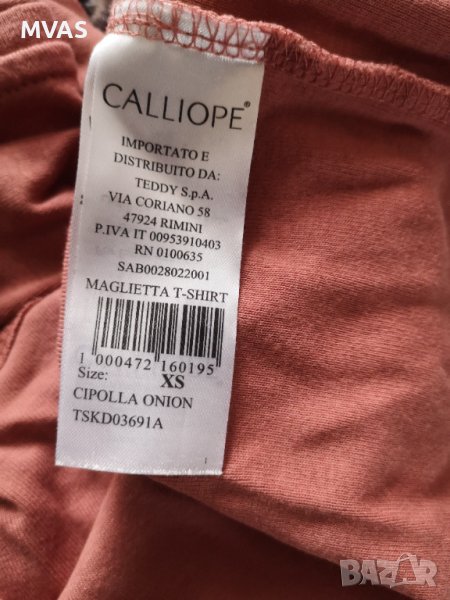 MVAS
CALLIOPE®
IMPORTATO E
DISTRIBUITO DA:
TEDDY S.p.A.
VIA CORIANO 58
47924 RIMINI
P.IVA IT 00953910403
RN 0100635
SAB0028022001
MAGLIETTA T-SHIRT
1 000472 160195
Size: XS
CIPOLLA ONION
TSKD03691A
BAZAR